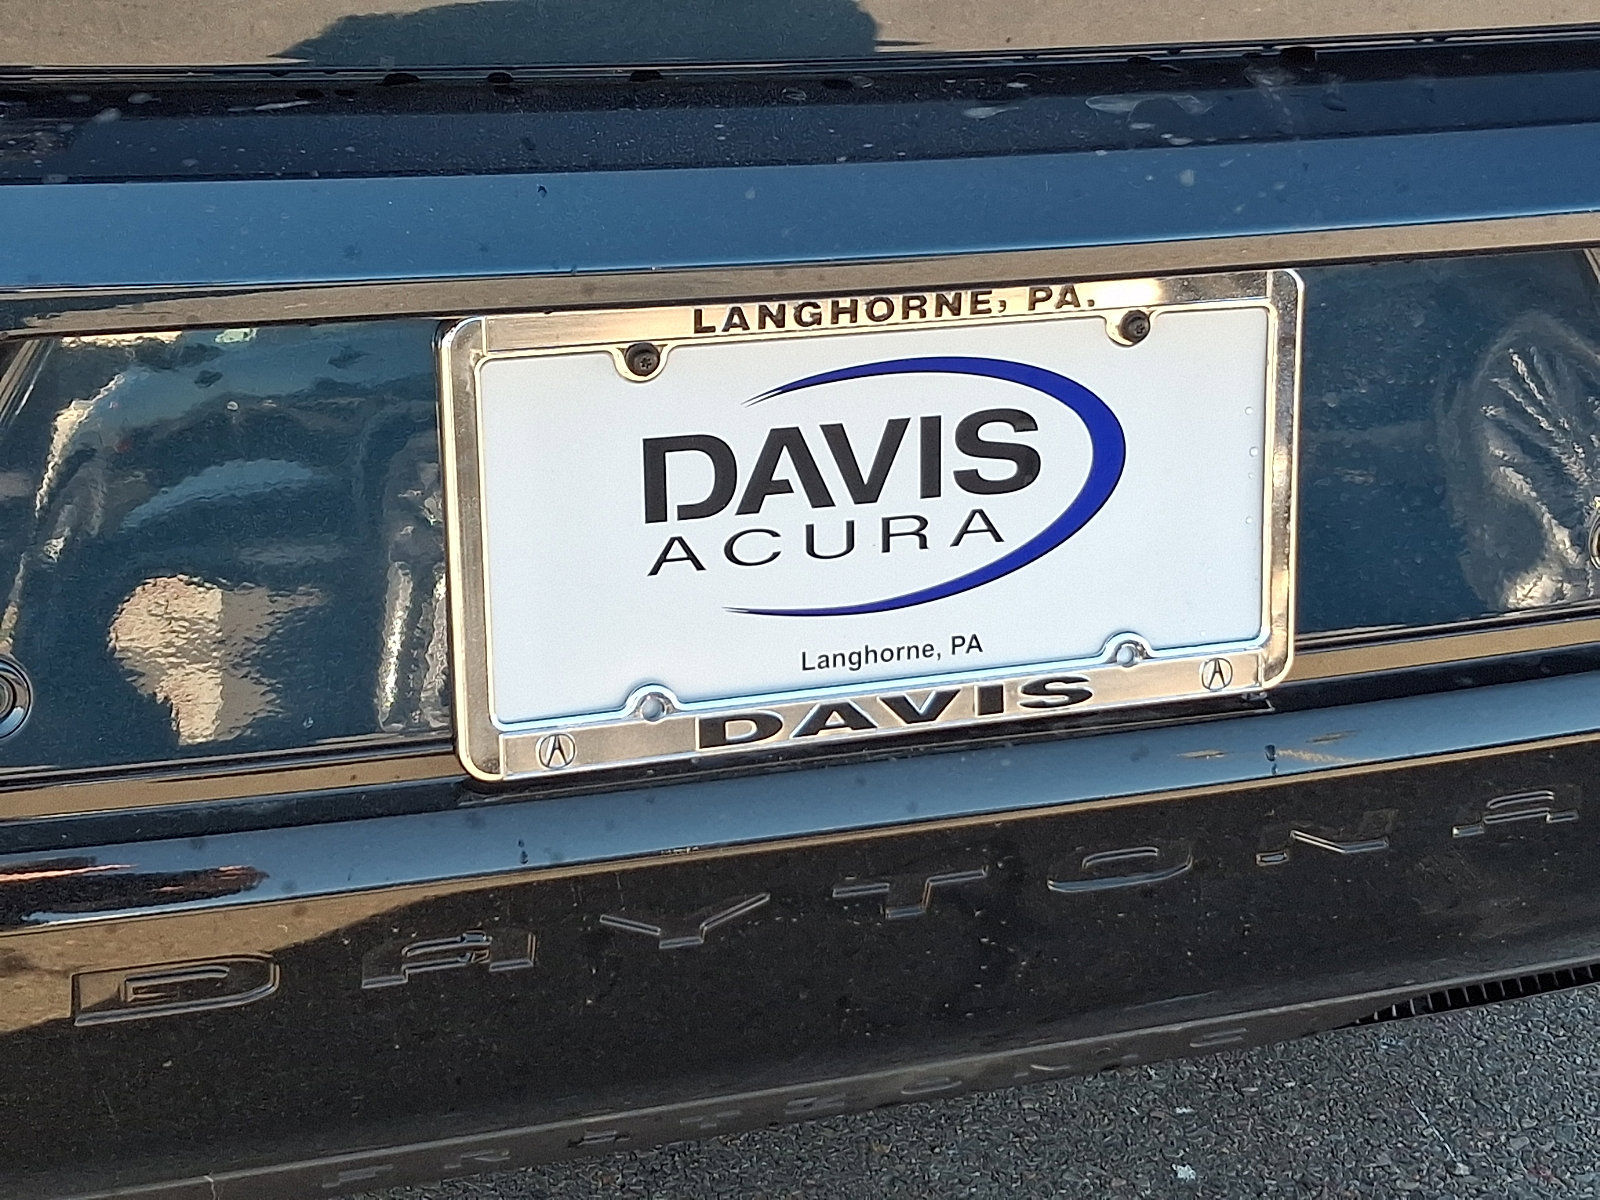 LANGHORNE, PA.
DAVIS
ACURA
Langhorne, PA
DAVIS
DAYTONA